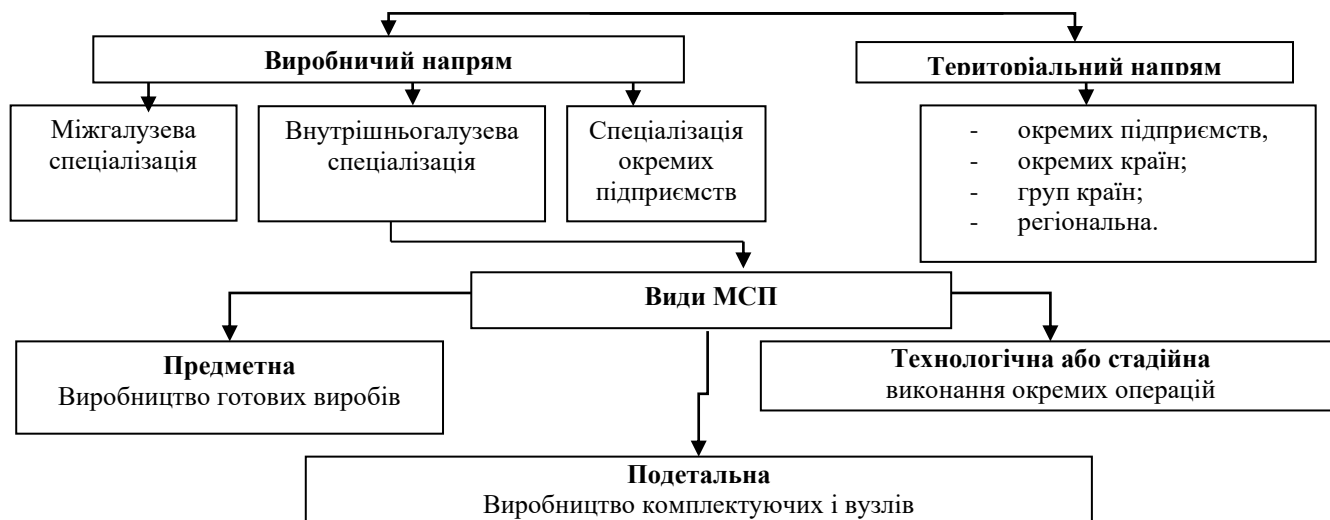 Виробничий напрям
Територіальний напрям
Міжгалузева
спеціалізація
Внутрішньогалузева
спеціалізація
Спеціалізація
окремих
підприємств
- окремих підприємств,
- окремих країн;
- груп країн;
- регіональна.
Види МСП
Предметна
Виробництво готових виробів
Технологічна або стадійна
виконання окремих операцій
Подетальна
Виробництво комплектуючих і вузлів